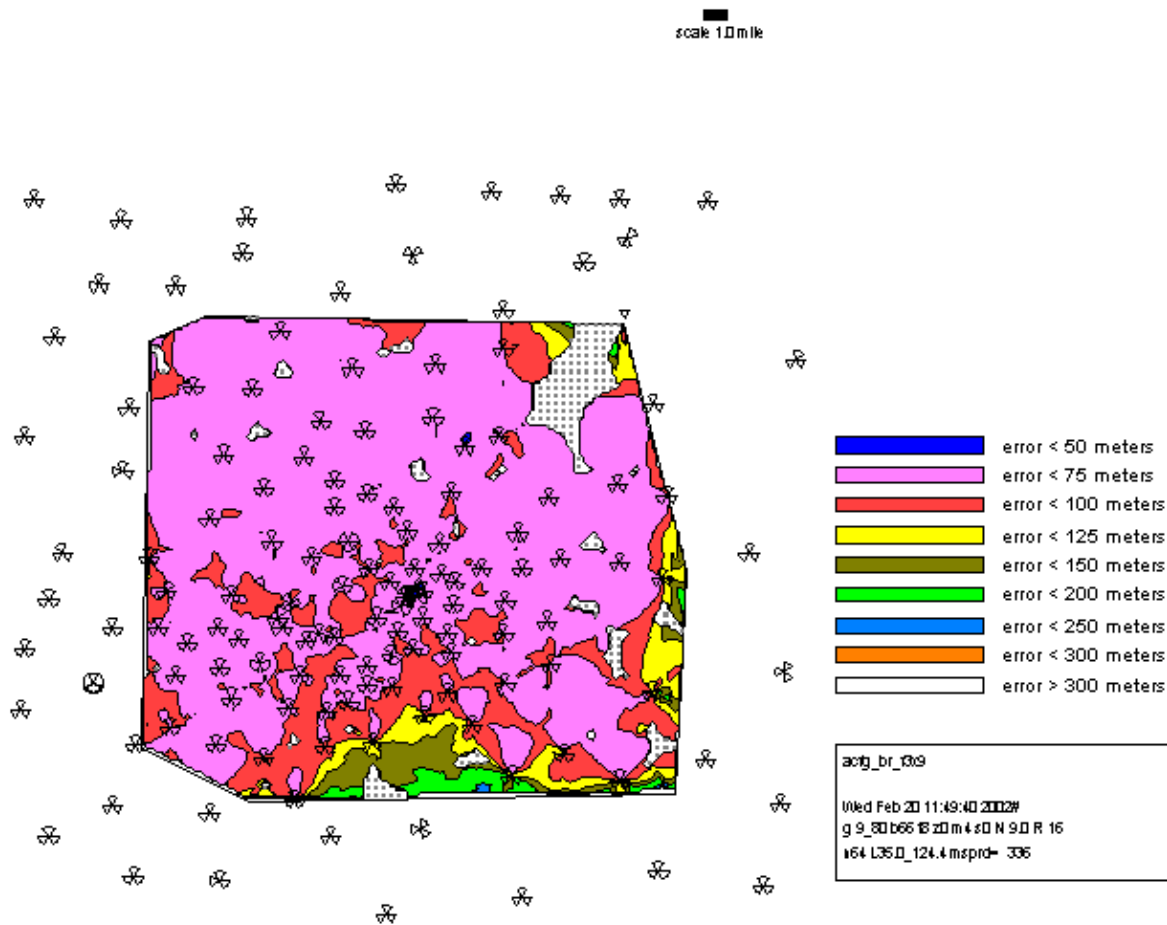 scale 1.0 mile
error < 50 meters
error < 75 meters
error < 100 meters
error < 125 meters
error < 150 meters
error < 200 meters
error < 250 meters
error < 300 meters
error > 300 meters
Wed Feb 20 11:49:40 2002#
336